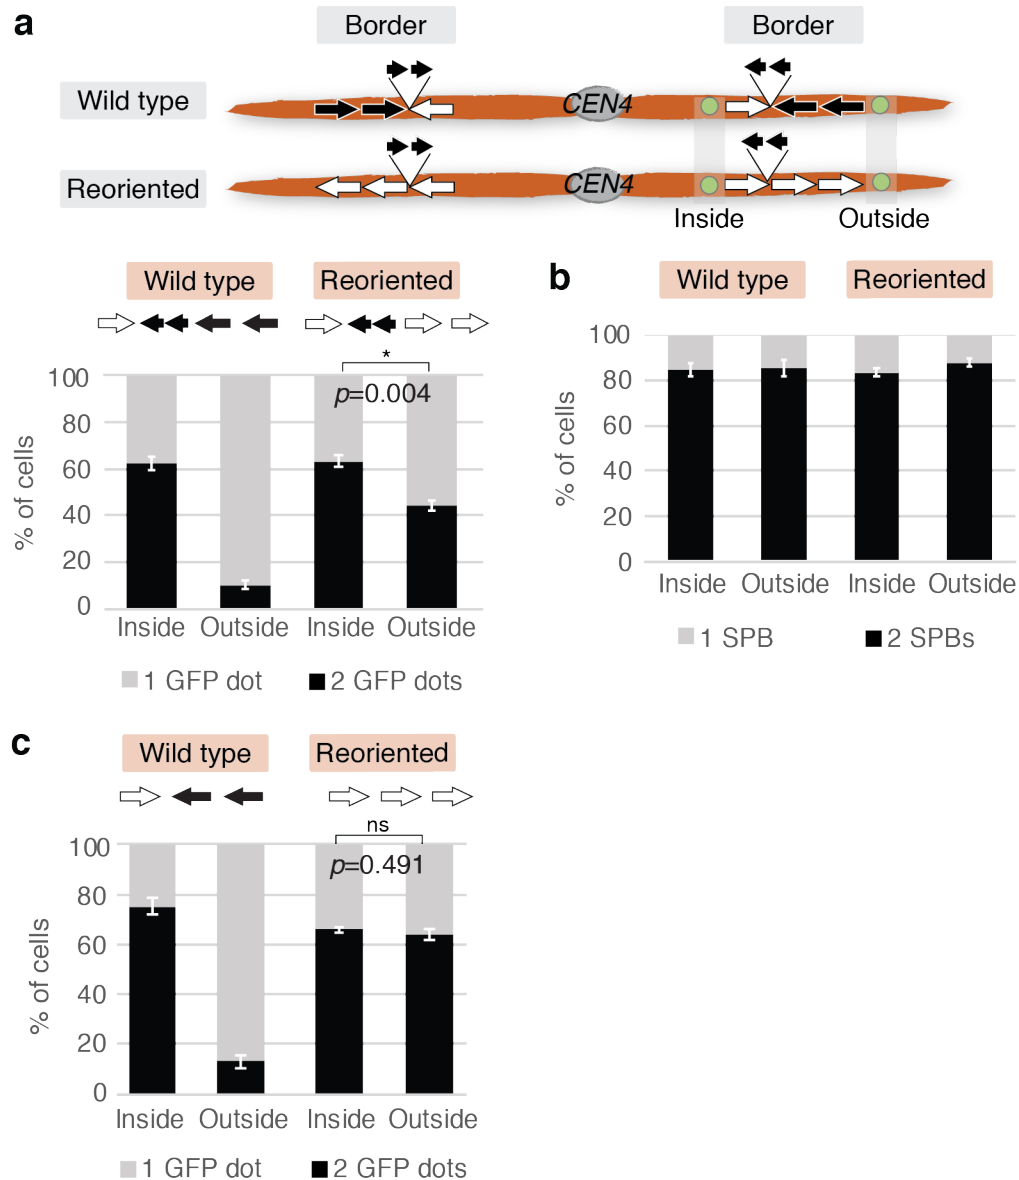 a
Border
Border
Wild type
CEN4
Reoriented
CEN4
Inside
Outside
Wild type
Reoriented
*
p=0.004
% of cells
100
80
60
40
20
0
Inside
Outside
Inside
Outside
1 GFP dot
2 GFP dots
b
Wild type
Reoriented
% of cells
100
80
60
40
20
0
Inside
Outside
Inside
Outside
1 SPB
2 SPBs
c
Wild type
Reoriented
ns
p=0.491
% of cells
100
80
60
40
20
0
Inside
Outside
Inside
Outside
1 GFP dot
2 GFP dots